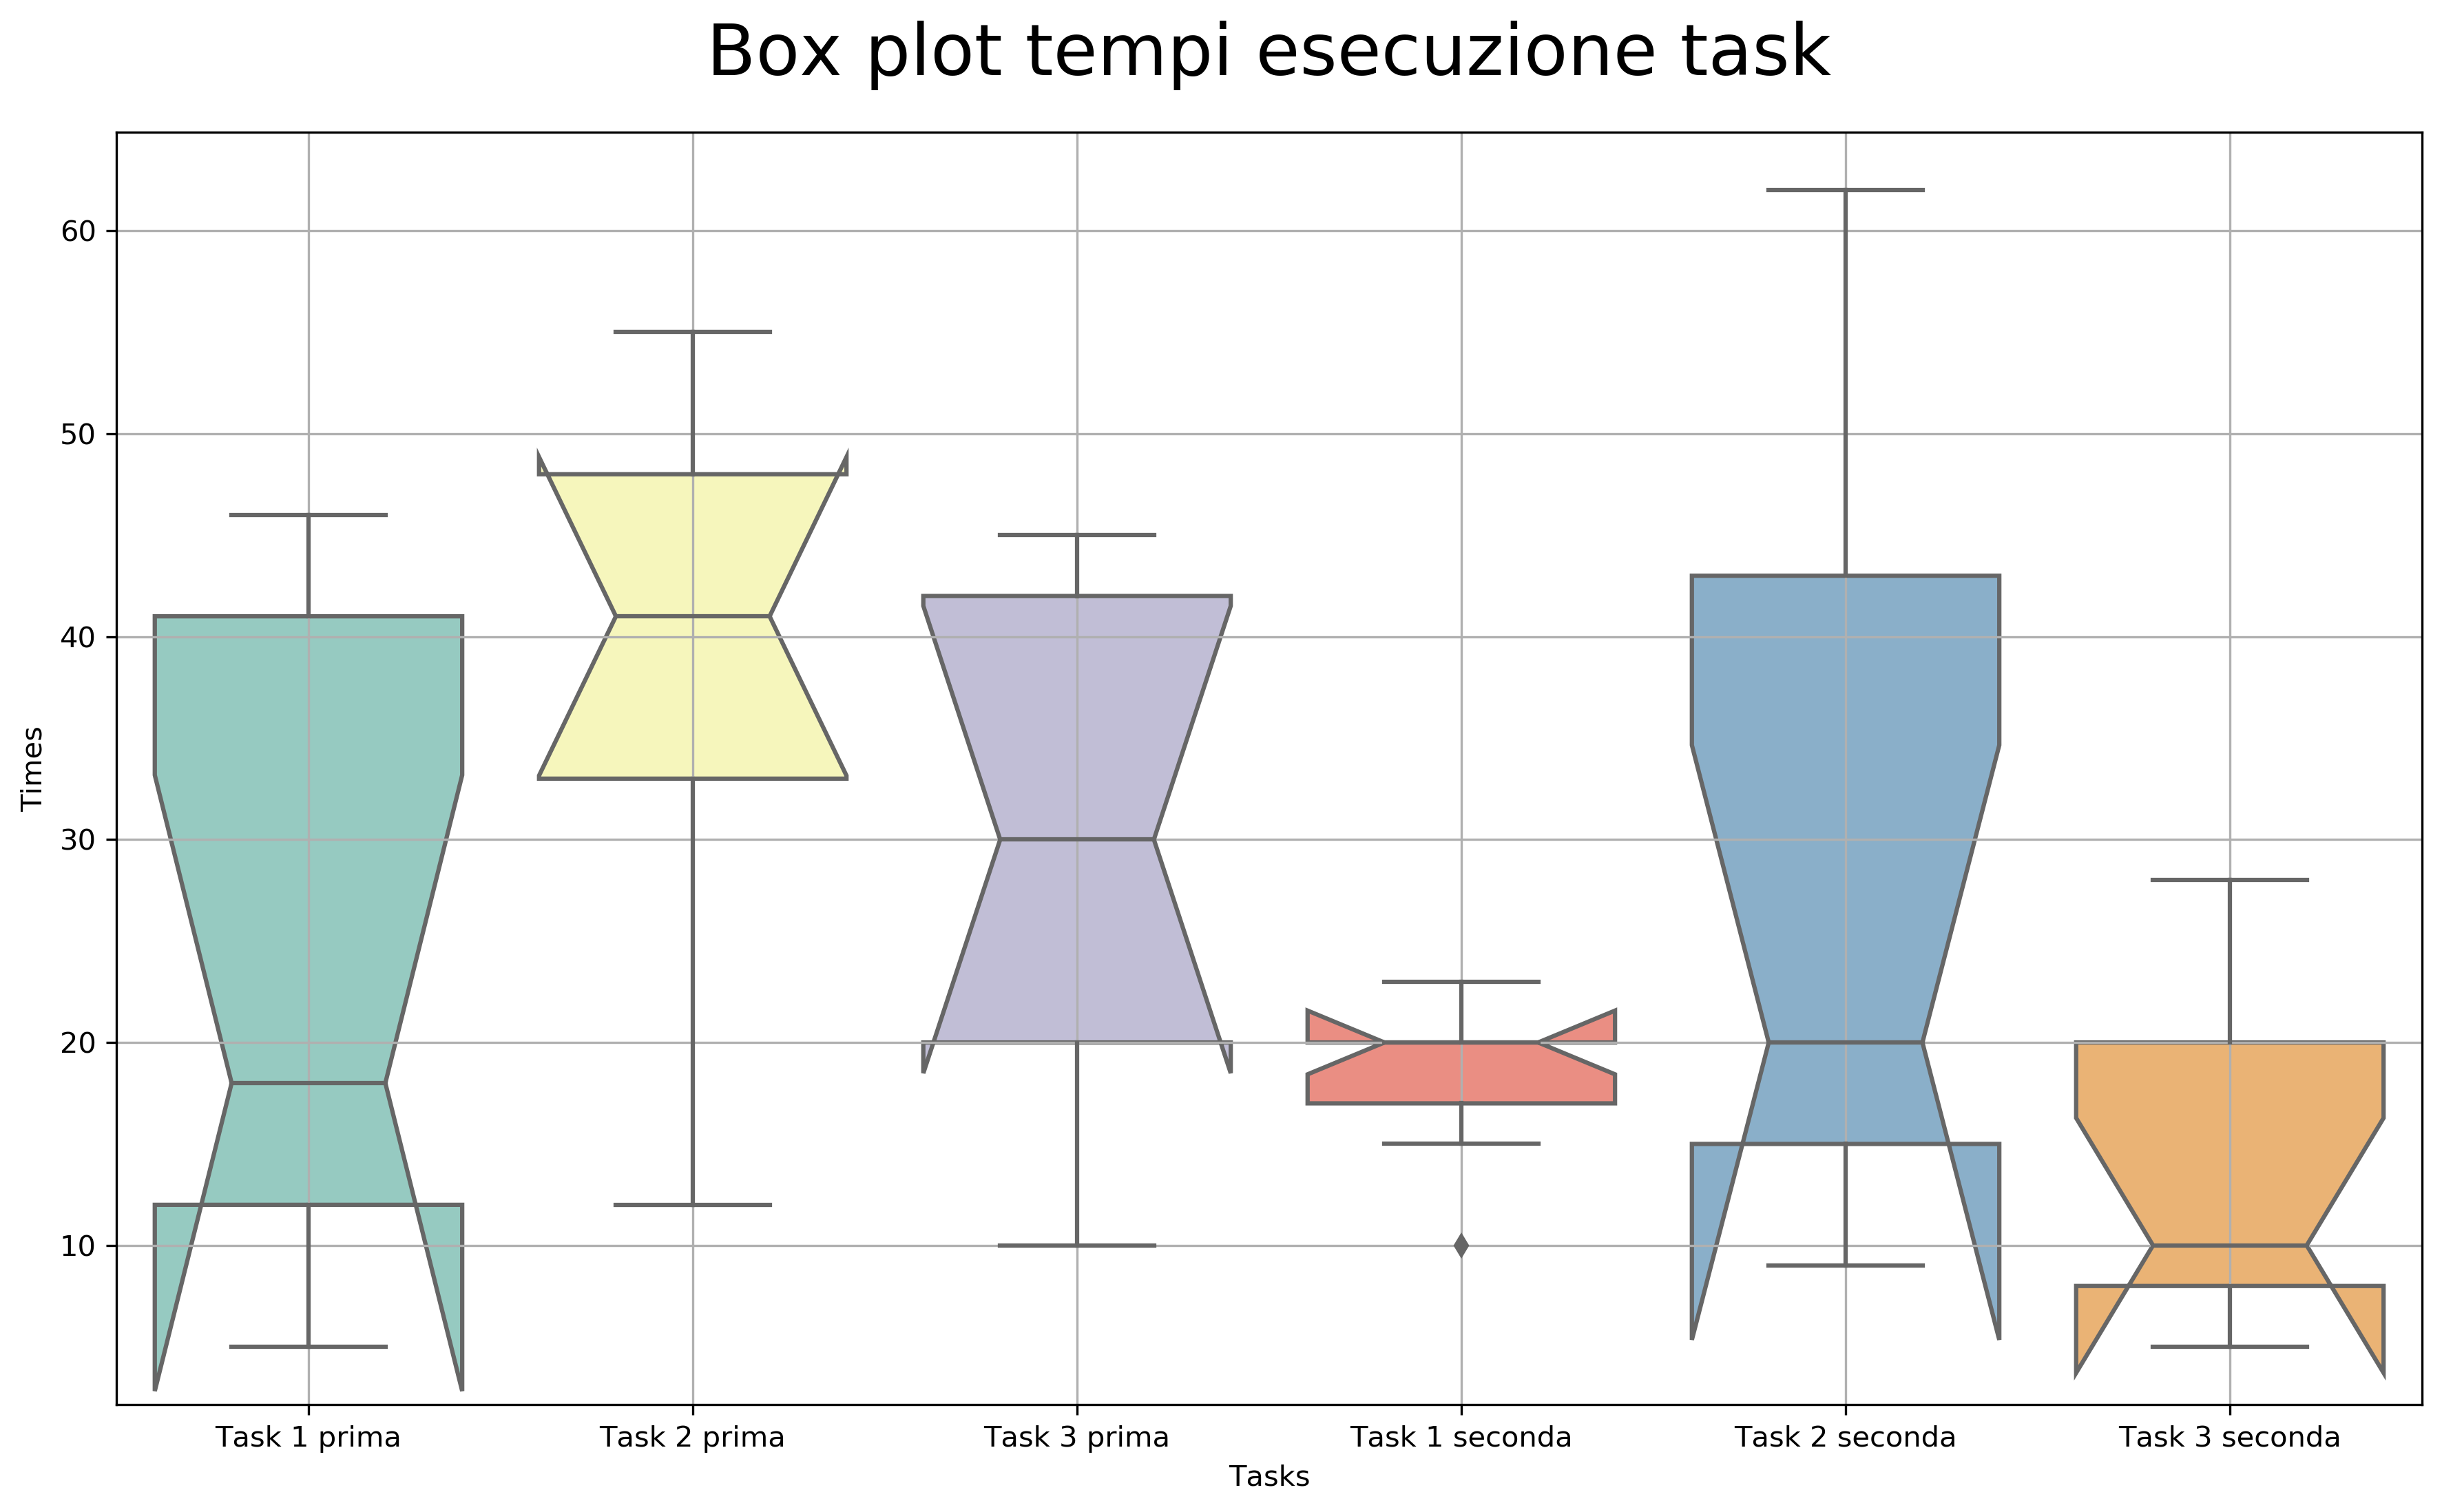 Box plot tempi esecuzione task
60
50
40
30
20
10
Times
Task 1 prima
Task 2 prima
Task 3 prima
Task 1 seconda
Task 2 seconda
Task 3 seconda
Tasks